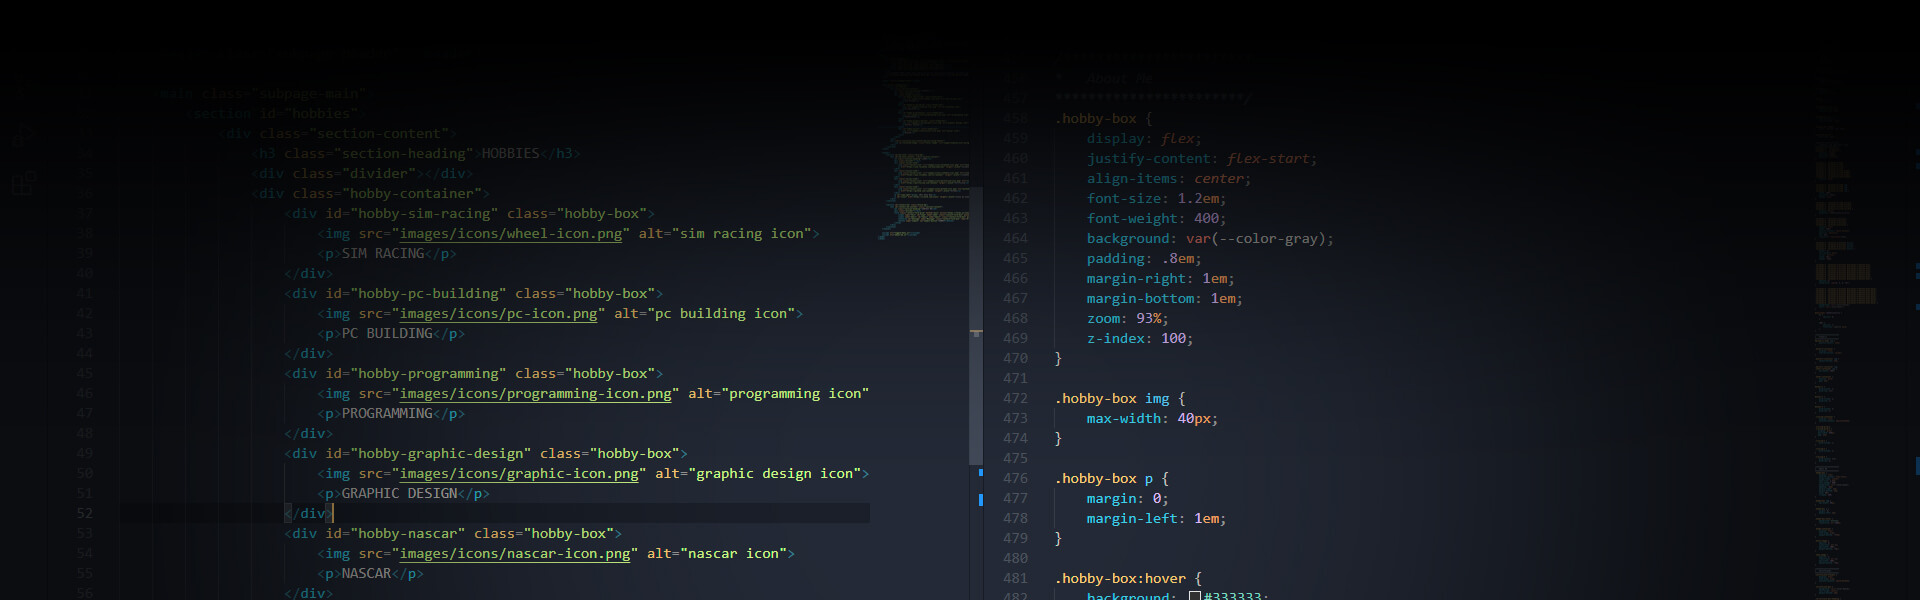 main class="subpage-main"
<section id="hobbies"
<div class="section-content">
<h3 class="section-heading">HOBBIES</h3>
<div class="divider"></div>
<div class="hobby-container">
37 <div id="hobby-sim-racing" class="hobby-box">
38 <img src="images/icons/wheel-icon.png" alt="sim racing icon">
39 <p>SIM RACING</p>
40 </div>
41 <div id="hobby-pc-building" class="hobby-box">
42 <img src="images/icons/pc-icon.png" alt="pc building icon">
43 <p>PC BUILDING</p>
44 </div>
45 <div id="hobby-programming" class="hobby-box">
46 <img src="images/icons/programming-icon.png" alt="programming icon"
47 <p>PROGRAMMING</p>
48 </div>
49 <div id="hobby-graphic-design" class="hobby-box">
50 <img src="images/icons/graphic-icon.png" alt="graphic design icon">
51 <p>GRAPHIC DESIGN</p>
52 </div>
53 <div id="hobby-nascar" class="hobby-box">
54 <img src="images/icons/nascar-icon.png" alt="nascar icon">
55 <p>NASCAR</p>
56 </div>
About Me
***********************/
458 .hobby-box {
459 display: flex;
460 justify-content: flex-start;
461 align-items: center;
462 font-size: 1.2em;
463 font-weight: 400;
464 background: var(--color-gray);
465 padding: .8em;
466 margin-right: 1em;
467 margin-bottom: 1em;
468 zoom: 93%;
469 z-index: 100;
470 }
471
472 .hobby-box img {
473 max-width: 40px;
474 }
475
476 .hobby-box p {
477 margin: 0;
478 margin-left: 1em;
479 }
480
481 .hobby-box:hover {
482 background: #333333;